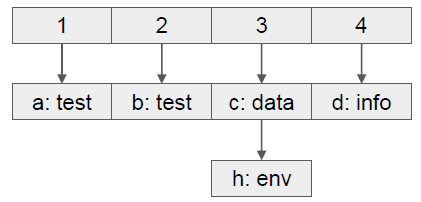 1 2 3 4
a: test b: test c: data d: info
h: env